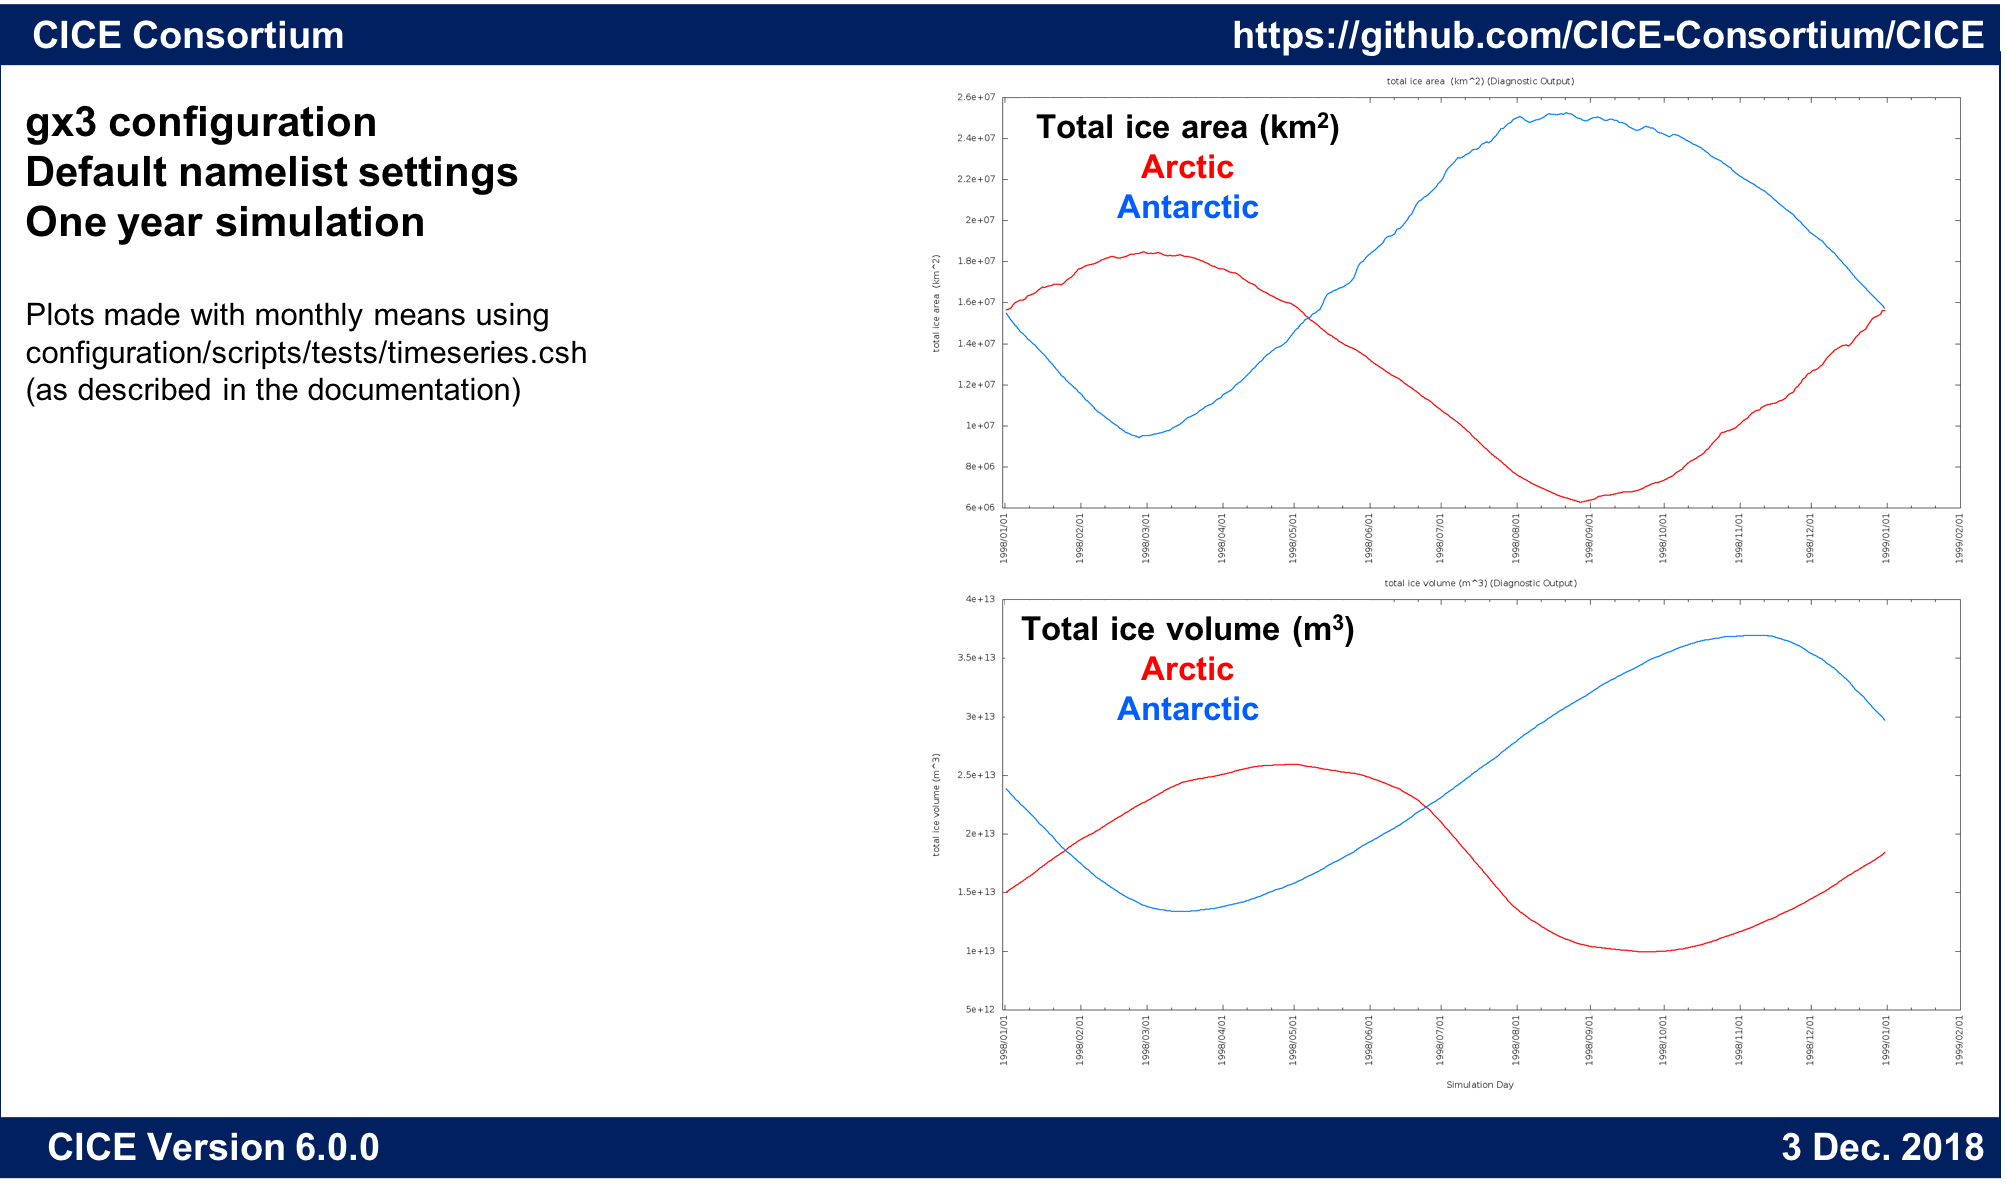 CICE Consortium
https://github.com/CICE-Consortium/CICE
gx3 configuration
Default namelist settings
One year simulation
Plots made with monthly means using
configuration/scripts/tests/timeseries.csh
(as described in the documentation)
total ice area (km^2) (Diagnostic Output)
Total ice area (km²)
Arctic
Antarctic
total ice area (km^2)
2.6e+07
2.4e+07
2.2e+07
2e+07
1.8e+07
1.6e+07
1.4e+07
1.2e+07
1e+07
8e+06
6e+06
1998/01/01
1998/02/01
1998/03/01
1998/04/01
1998/05/01
1998/06/01
1998/07/01
1998/08/01
1998/09/01
1998/10/01
1998/11/01
1998/12/01
1999/01/01
1999/02/01
total ice volume (m^3) (Diagnostic Output)
Total ice volume (m³)
Arctic
Antarctic
total ice volume (m^3)
4e+13
3.5e+13
3e+13
2.5e+13
2e+13
1.5e+13
1e+13
5e+12
1998/01/01
1998/02/01
1998/03/01
1998/04/01
1998/05/01
1998/06/01
1998/07/01
1998/08/01
1998/09/01
1998/10/01
1998/11/01
1998/12/01
1999/01/01
1999/02/01
Simulation Day
CICE Version 6.0.0
3 Dec. 2018